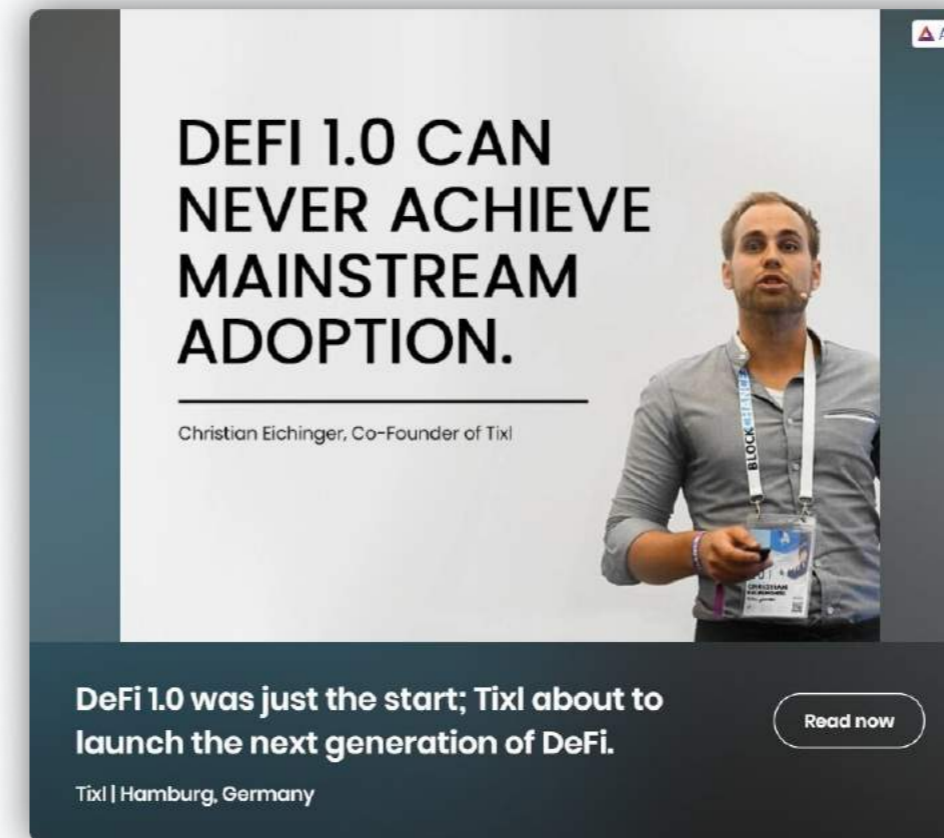 A
DEFI 1.0 CAN
NEVER ACHIEVE
MAINSTREAM
ADOPTION.
Christian Eichinger, Co-Founder of Tixl
BLOCKCHANCE
DeFi 1.0 was just the start; Tixl about to
launch the next generation of DeFi.
Read now
Tixl | Hamburg, Germany